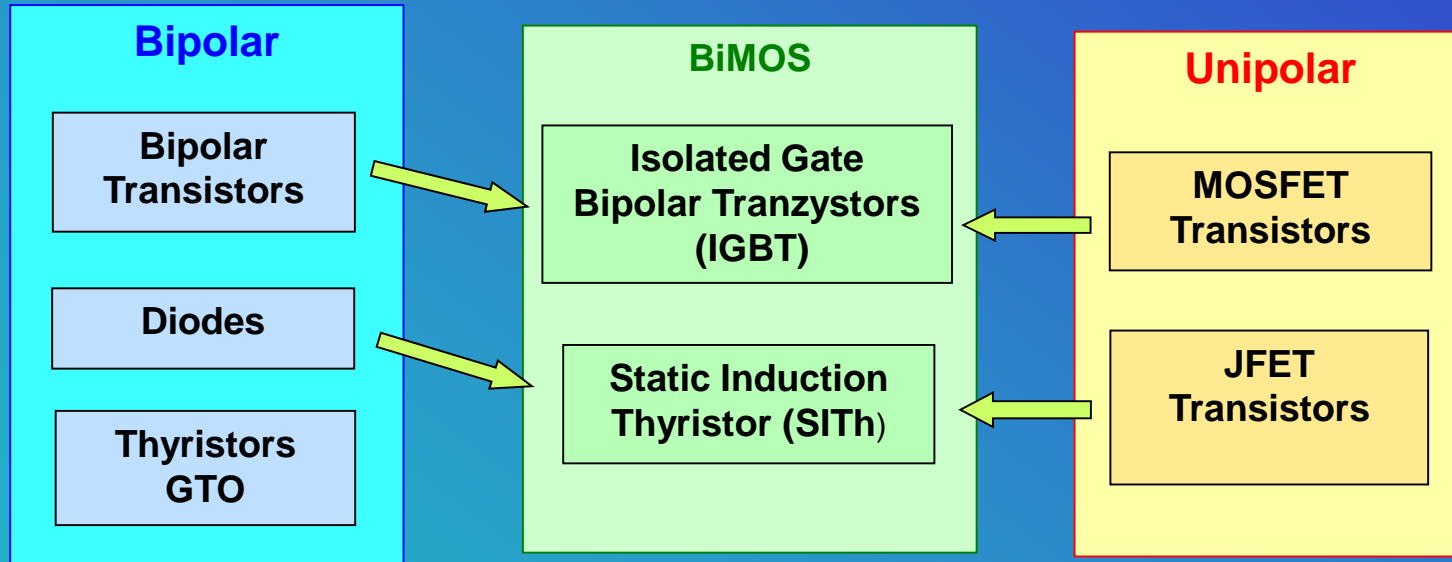 Bipolar
Bipolar
Transistors
Diodes
Thyristors
GTO
BiMOS
Isolated Gate
Bipolar Tranzystors
(IGBT)
Static Induction
Thyristor (SITh)
Unipolar
MOSFET
Transistors
JFET
Transistors